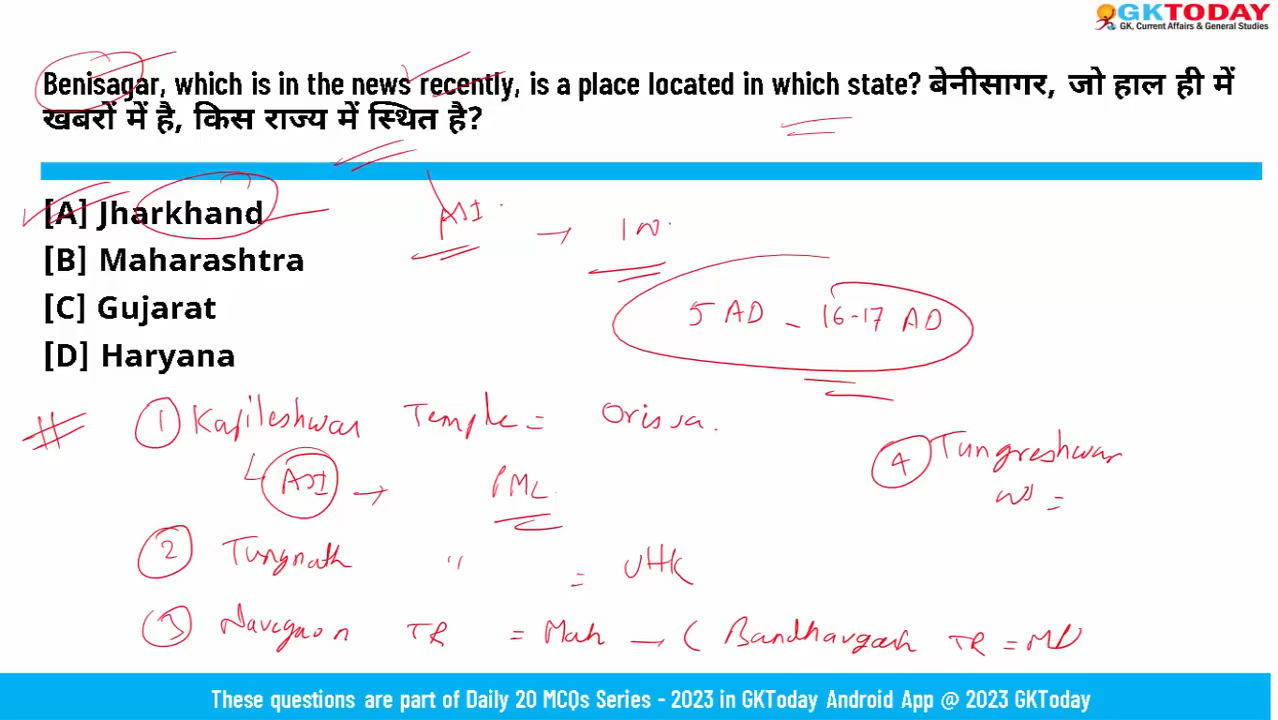 GKTODAY
GK, Current Affairs & General Studies
Benisagar, which is in the news recently, is a place located in which state? बेनीसागर, जो हाल ही में
खबरों में है, किस राज्य में स्थित है?
[A] Jharkhand
[B] Maharashtra
[C] Gujarat
[D] Haryana
ASI →
5 AD - 16-17 AD
① Kapileshwar Temple = Orissa.
ASI →
② Tungnath " = UttK
③ Navegaon TR = Mah → ( Bandhavgarh TR = MP
④ Tungreshwar
WS =
These questions are part of Daily 20 MCQs Series - 2023 in GKToday Android App @ 2023 GKToday